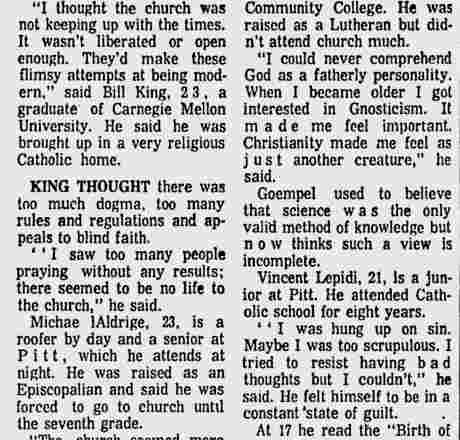 "I thought the church was
not keeping up with the times.
It wasn't liberated or open
enough. They'd make these
flimsy attempts at being mod-
ern," said Bill King, 23, a
graduate of Carnegie Mellon
University. He said he was
brought up in a very religious
Catholic home.
KING THOUGHT there was
too much dogma, too many
rules and regulations and ap-
peals to blind faith.
''I saw too many people
praying without any results;
there seemed to be no life to
the church," he said.
Michae lAldrige, 23, is a
roofer by day and a senior at
Pitt, which he attends at
night. He was raised as an
Episcopalian and said he was
forced to go to church until
the seventh grade.
"The church seemed more
Community College. He was
raised as a Lutheran but did-
n't attend church much.
"I could never comprehend
God as a fatherly personality.
When I became older I got
interested in Gnosticism. It
made me feel important.
Christianity made me feel as
just another creature," he
said.
Goempel used to believe
that science was the only
valid method of knowledge but
now thinks such a view is
incomplete.
Vincent Lepidi, 21, is a jun-
ior at Pitt. He attended Cath-
olic school for eight years.
''I was hung up on sin.
Maybe I was too scrupulous. I
tried to resist having bad
thoughts but I couldn't," he
said. He felt himself to be in a
constant state of guilt.
At 17 he read the "Birth of